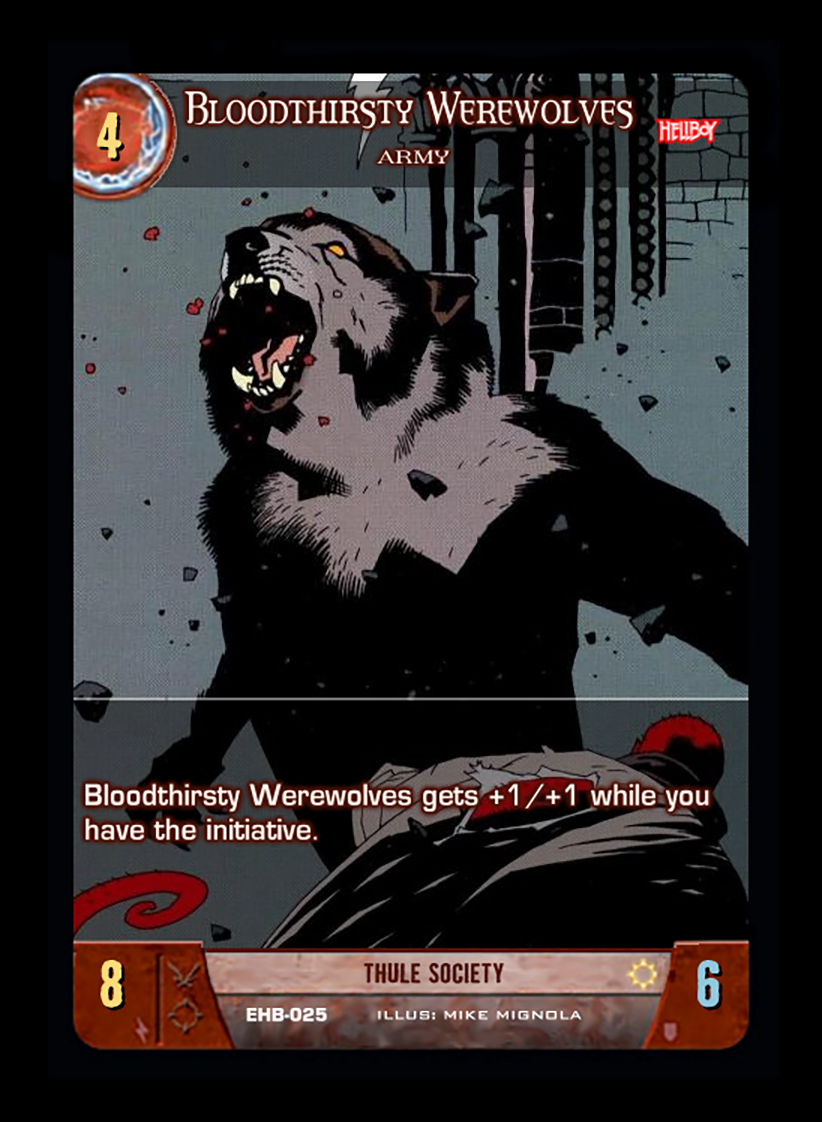 4
Bloodthirsty Werewolves
HELLBOY
ARMY
Bloodthirsty Werewolves gets +1/+1 while you
have the initiative.
8
THULE SOCIETY
6
EHB-025 ILLUS: MIKE MIGNOLA